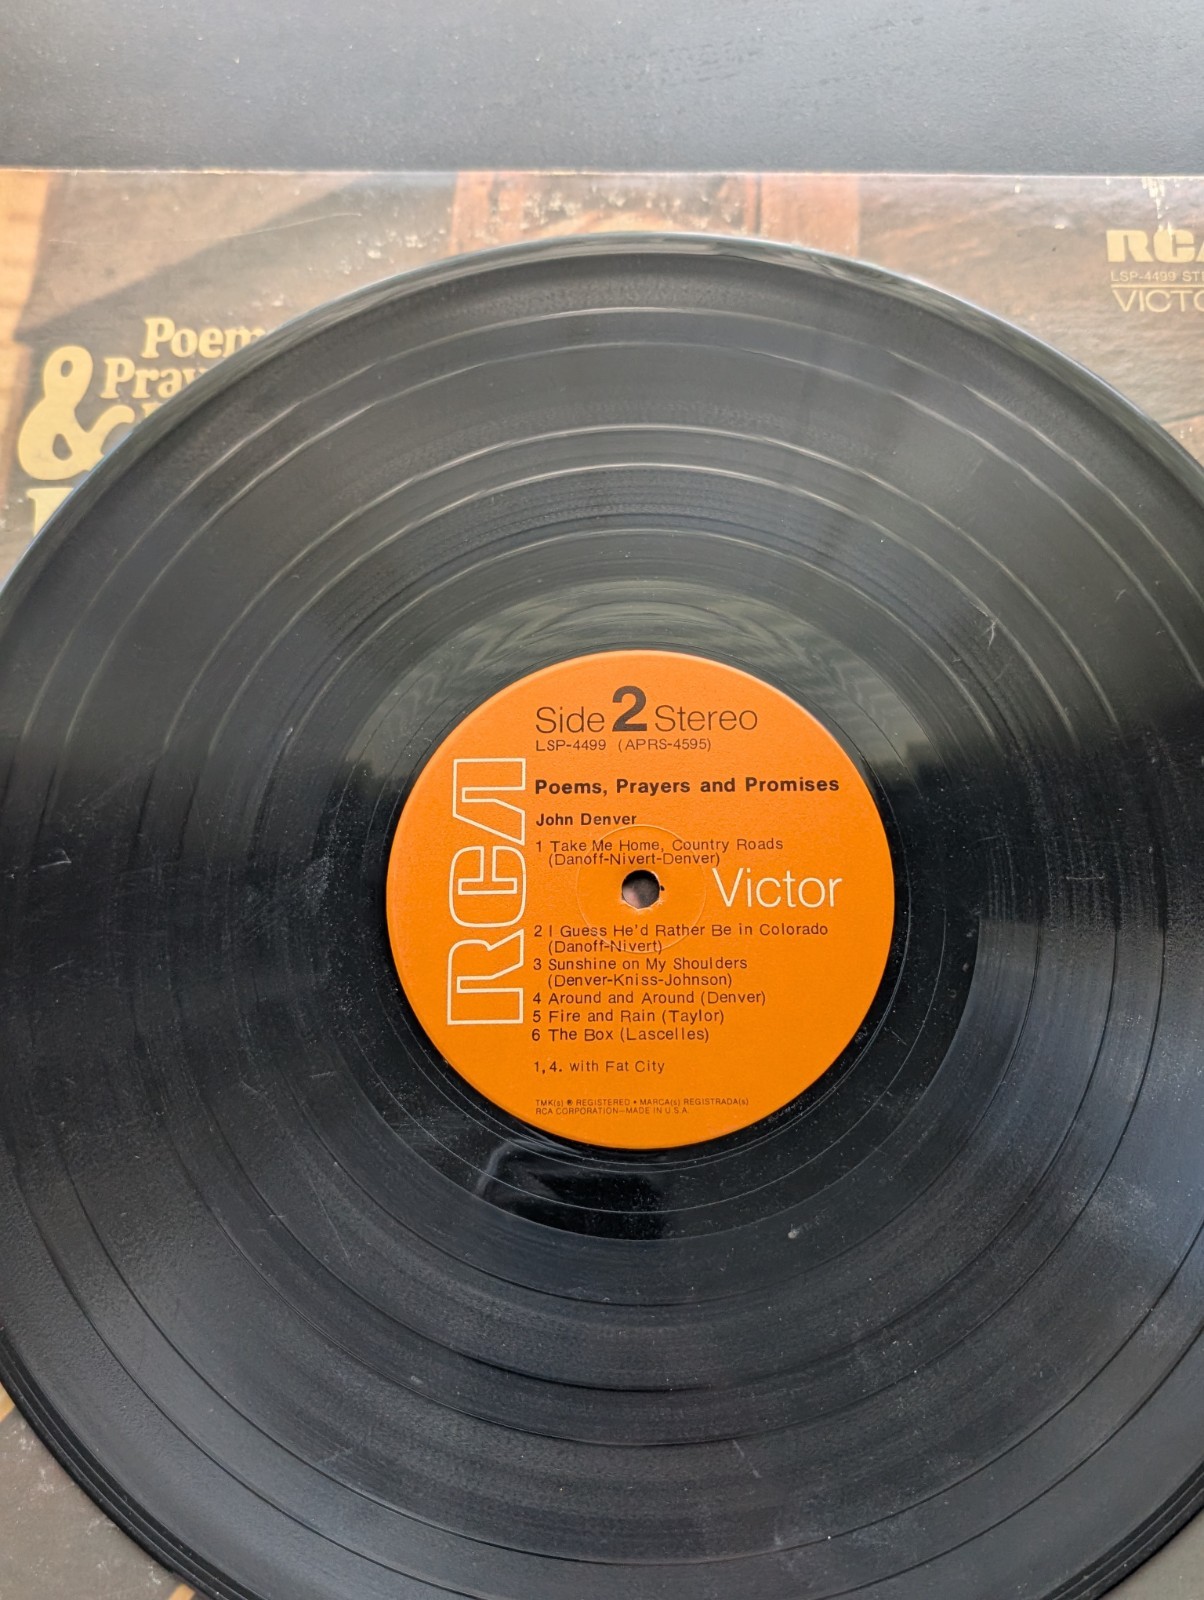 RCA
LSP-4499 STE
VICTO
Poem
& Pray
Side 2 Stereo
LSP-4499 (APRS-4595)
Poems, Prayers and Promises
John Denver
1 Take Me Home, Country Roads
(Danoff-Nivert-Denver)
RCA Victor
2 I Guess He'd Rather Be in Colorado
(Danoff-Nivert)
3 Sunshine on My Shoulders
(Denver-Kniss-Johnson)
4 Around and Around (Denver)
5 Fire and Rain (Taylor)
6 The Box (Lascelles)
1,4. with Fat City
TMK(s) ® REGISTERED • MARCA(s) REGISTRADA(s)
RCA CORPORATION—MADE IN U.S.A.